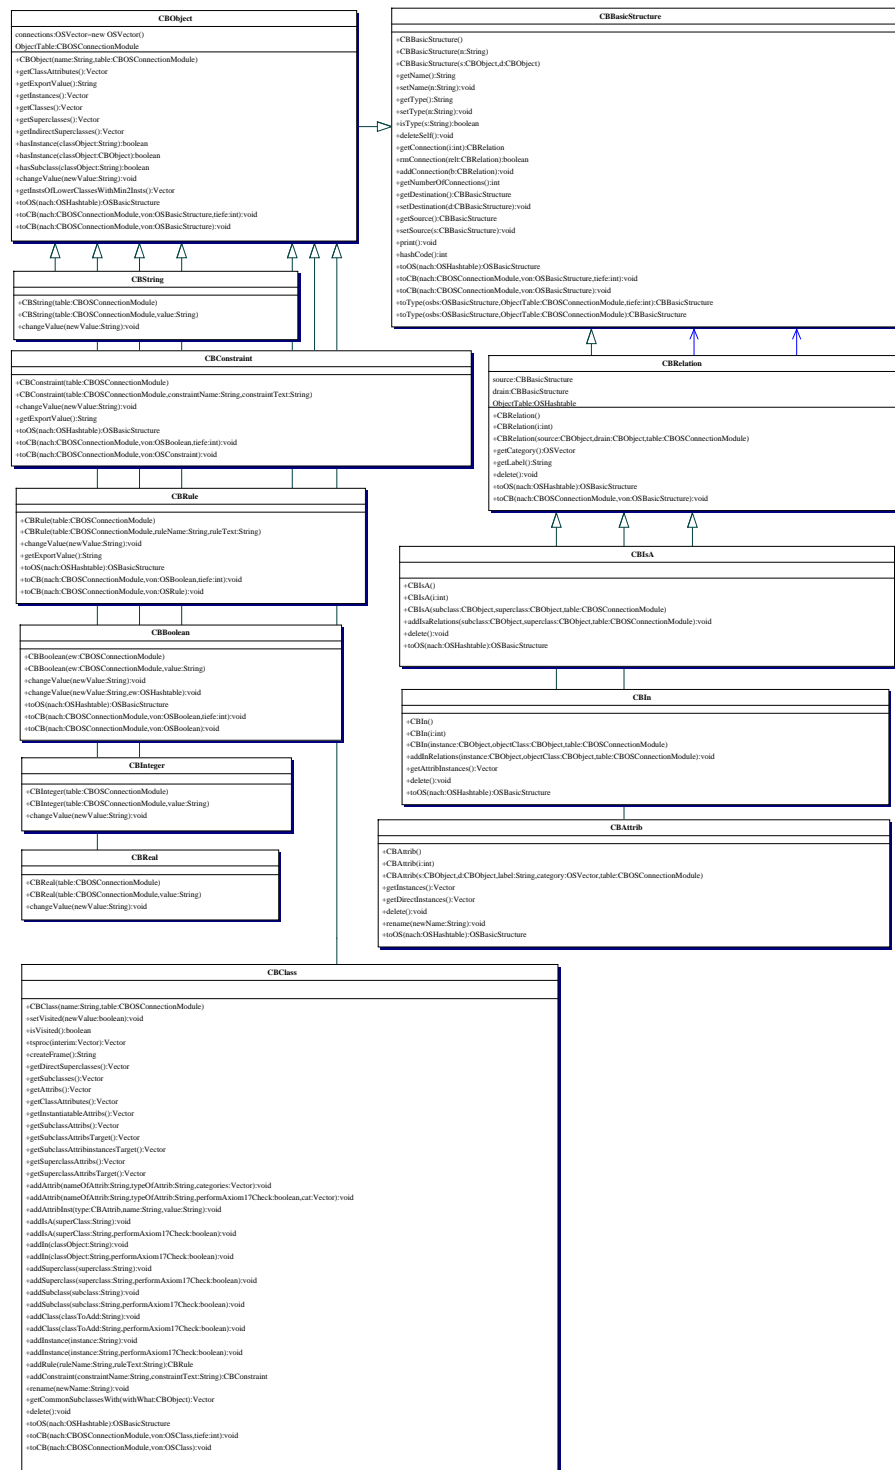 CBObject
connections:OSVector=new OSVector()
ObjectTable:CBOSConnectionModule
+CBObject(name:String,table:CBOSConnectionModule)
+getClassAttributes():Vector
+getExportValue():String
+getInstances():Vector
+getClasses():Vector
+getSuperclasses():Vector
+getIndirectSuperclasses():Vector
+hasInstance(classObject:String):boolean
+hasInstance(classObject:CBObject):boolean
+hasSubclass(classObject:String):boolean
+changeValue(newValue:String):void
+getInstsOfLowerClassesWithMin2Insts():Vector
+toOS(nach:OSHashtable):OSBasicStructure
+toCB(nach:CBOSConnectionModule,von:OSBasicStructure,tiefe:int):void
+toCB(nach:CBOSConnectionModule,von:OSBasicStructure):void
CBBasicStructure
+CBBasicStructure()
+CBBasicStructure(n:String)
+CBBasicStructure(s:CBObject,d:CBObject)
+getName():String
+setName(n:String):void
+getType():String
+setType(n:String):void
+isType(s:String):boolean
+deleteSelf():void
+getConnection(i:int):CBRelation
+rmConnection(relt:CBRelation):boolean
+addConnection(b:CBRelation):void
+getNumberOfConnections():int
+getDestination():CBBasicStructure
+setDestination(d:CBBasicStructure):void
+getSource():CBBasicStructure
+setSource(s:CBBasicStructure):void
+print():void
+hashCode():int
+toOS(nach:OSHashtable):OSBasicStructure
+toCB(nach:CBOSConnectionModule,von:OSBasicStructure,tiefe:int):void
+toCB(nach:CBOSConnectionModule,von:OSBasicStructure):void
+toType(osbs:OSBasicStructure,ObjectTable:CBOSConnectionModule,tiefe:int):CBBasicStructure
+toType(osbs:OSBasicStructure,ObjectTable:CBOSConnectionModule):CBBasicStructure
CBString
+CBString(table:CBOSConnectionModule)
+CBString(table:CBOSConnectionModule,value:String)
+changeValue(newValue:String):void
CBConstraint
+CBConstraint(table:CBOSConnectionModule)
+CBConstraint(table:CBOSConnectionModule,constraintName:String,constraintText:String)
+changeValue(newValue:String):void
+getExportValue():String
+toOS(nach:OSHashtable):OSBasicStructure
+toCB(nach:CBOSConnectionModule,von:OSBoolean,tiefe:int):void
+toCB(nach:CBOSConnectionModule,von:OSConstraint):void
CBRelation
source:CBBasicStructure
drain:CBBasicStructure
ObjectTable:OSHashtable
+CBRelation()
+CBRelation(i:int)
+CBRelation(source:CBObject,drain:CBObject,table:CBOSConnectionModule)
+getCategory():OSVector
+getLabel():String
+delete():void
+toOS(nach:OSHashtable):OSBasicStructure
+toCB(nach:CBOSConnectionModule,von:OSBasicStructure):void
CBRule
+CBRule(table:CBOSConnectionModule)
+CBRule(table:CBOSConnectionModule,ruleName:String,ruleText:String)
+changeValue(newValue:String):void
+getExportValue():String
+toOS(nach:OSHashtable):OSBasicStructure
+toCB(nach:CBOSConnectionModule,von:OSBoolean,tiefe:int):void
+toCB(nach:CBOSConnectionModule,von:OSRule):void
CBIsA
+CBIsA()
+CBIsA(i:int)
+CBIsA(subclass:CBObject,superclass:CBObject,table:CBOSConnectionModule)
+addIsaRelations(subclass:CBObject,superclass:CBObject,table:CBOSConnectionModule):void
+delete():void
+toOS(nach:OSHashtable):OSBasicStructure
CBBoolean
+CBBoolean(ew:CBOSConnectionModule)
+CBBoolean(ew:CBOSConnectionModule,value:String)
+changeValue(newValue:String):void
+changeValue(newValue:String,ew:OSHashtable):void
+toOS(nach:OSHashtable):OSBasicStructure
+toCB(nach:CBOSConnectionModule,von:OSBoolean,tiefe:int):void
+toCB(nach:CBOSConnectionModule,von:OSBoolean):void
CBIn
+CBIn()
+CBIn(i:int)
+CBIn(instance:CBObject,objectClass:CBObject,table:CBOSConnectionModule)
+addInRelations(instance:CBObject,objectClass:CBObject,table:CBOSConnectionModule):void
+getAttribInstances():Vector
+delete():void
+toOS(nach:OSHashtable):OSBasicStructure
CBInteger
+CBInteger(table:CBOSConnectionModule)
+CBInteger(table:CBOSConnectionModule,value:String)
+changeValue(newValue:String):void
CBAttrib
+CBAttrib()
+CBAttrib(i:int)
+CBAttrib(s:CBObject,d:CBObject,label:String,category:OSVector,table:CBOSConnectionModule)
+getInstances():Vector
+getDirectInstances():Vector
+delete():void
+rename(newName:String):void
+toOS(nach:OSHashtable):OSBasicStructure
CBReal
+CBReal(table:CBOSConnectionModule)
+CBReal(table:CBOSConnectionModule,value:String)
+changeValue(newValue:String):void
CBClass
+CBClass(name:String,table:CBOSConnectionModule)
+setVisited(newValue:boolean):void
+isVisited():boolean
+tsproc(interim:Vector):Vector
+createFrame():String
+getDirectSuperclasses():Vector
+getSubclasses():Vector
+getAttribs():Vector
+getClassAttributes():Vector
+getInstantiatableAttribs():Vector
+getSubclassAttribs():Vector
+getSubclassAttribsTarget():Vector
+getSubclassAttribinstancesTarget():Vector
+getSuperclassAttribs():Vector
+getSuperclassAttribsTarget():Vector
+addAttrib(nameOfAttrib:String,typeOfAttrib:String,categories:Vector):void
+addAttrib(nameOfAttrib:String,typeOfAttrib:String,performAxiom17Check:boolean,cat:Vector):void
+addAttribInst(type:CBAttrib,name:String,value:String):void
+addIsA(superClass:String):void
+addIsA(superClass:String,performAxiom17Check:boolean):void
+addIn(classObject:String):void
+addIn(classObject:String,performAxiom17Check:boolean):void
+addSuperclass(superclass:String):void
+addSuperclass(superclass:String,performAxiom17Check:boolean):void
+addSubclass(subclass:String):void
+addSubclass(subclass:String,performAxiom17Check:boolean):void
+addClass(classToAdd:String):void
+addClass(classToAdd:String,performAxiom17Check:boolean):void
+addInstance(instance:String):void
+addInstance(instance:String,performAxiom17Check:boolean):void
+addRule(ruleName:String,ruleText:String):CBRule
+addConstraint(constraintName:String,constraintText:String):CBConstraint
+rename(newName:String):void
+getCommonSubclassesWith(withWhat:CBObject):Vector
+delete():void
+toOS(nach:OSHashtable):OSBasicStructure
+toCB(nach:CBOSConnectionModule,von:OSClass,tiefe:int):void
+toCB(nach:CBOSConnectionModule,von:OSClass):void